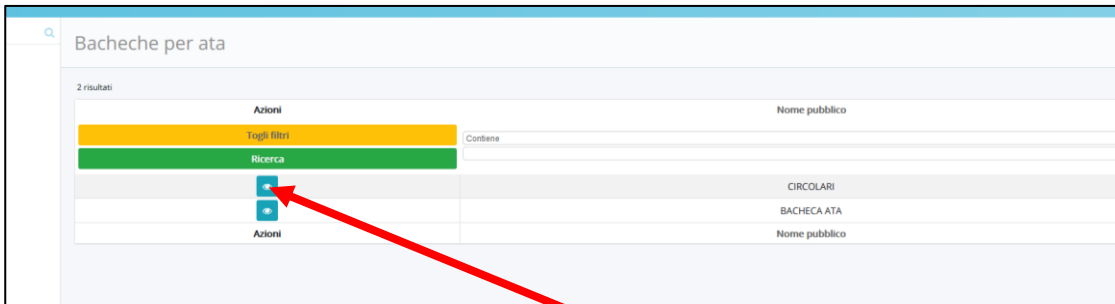 Bacheche per ata
2 risultati
Azioni Nome pubblico
Togli filtri
Contiene
Ricerca
CIRCOLARI
BACHECA ATA
Azioni Nome pubblico